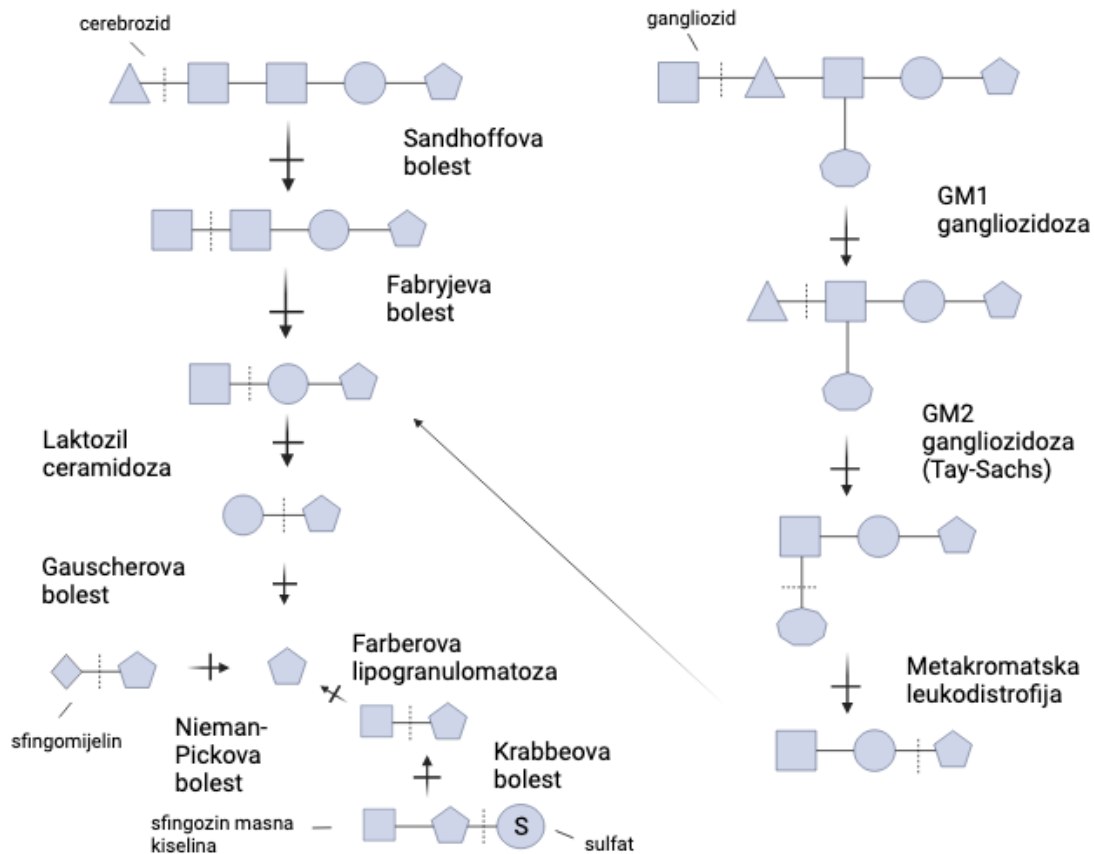 cerebrozid
gangliozid
Sandhoffova
bolest
GM1
gangliozidoza
Fabryjeva
bolest
Laktozil
ceramidoza
GM2
gangliozidoza
(Tay-Sachs)
Gauscherova
bolest
Farberova
lipogranulomatoza
Metakromatska
leukodistrofija
sfingomijelin
Nieman-
Pickova
bolest
Krabbeova
bolest
sfingozin masna
kiselina
S
sulfat